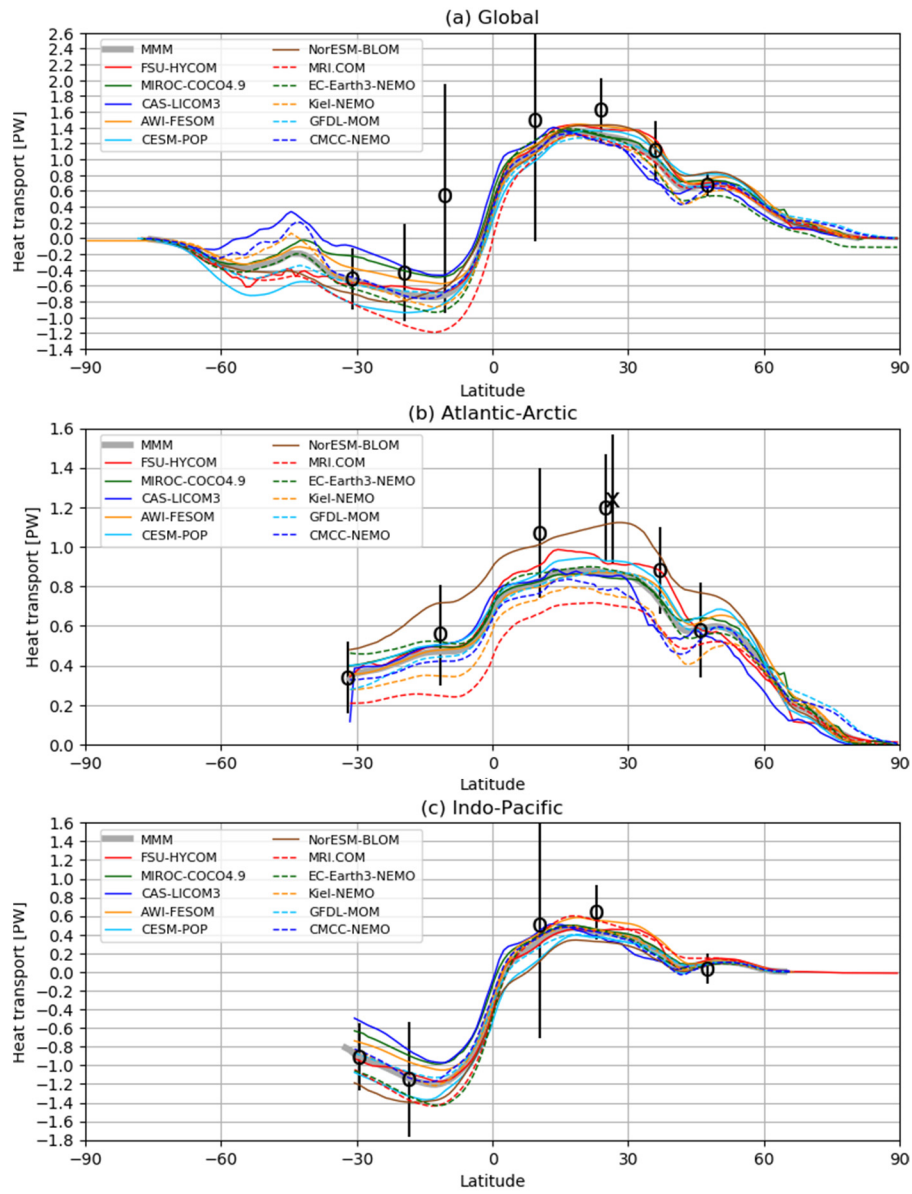 (a) Global
Heat transport [PW]
2.6
2.4
2.2
2.0
1.8
1.6
1.4
1.2
1.0
0.8
0.6
0.4
0.2
0.0
−0.2
−0.4
−0.6
−0.8
−1.0
−1.2
−1.4
MMM
FSU-HYCOM
MIROC-COCO4.9
CAS-LICOM3
AWI-FESOM
CESM-POP
NorESM-BLOM
MRI.COM
EC-Earth3-NEMO
Kiel-NEMO
GFDL-MOM
CMCC-NEMO
−90 −60 −30 0 30 60 90
Latitude
(b) Atlantic-Arctic
Heat transport [PW]
1.6
1.4
1.2
1.0
0.8
0.6
0.4
0.2
0.0
MMM
FSU-HYCOM
MIROC-COCO4.9
CAS-LICOM3
AWI-FESOM
CESM-POP
NorESM-BLOM
MRI.COM
EC-Earth3-NEMO
Kiel-NEMO
GFDL-MOM
CMCC-NEMO
−90 −60 −30 0 30 60 90
Latitude
(c) Indo-Pacific
Heat transport [PW]
1.6
1.4
1.2
1.0
0.8
0.6
0.4
0.2
0.0
−0.2
−0.4
−0.6
−0.8
−1.0
−1.2
−1.4
−1.6
−1.8
MMM
FSU-HYCOM
MIROC-COCO4.9
CAS-LICOM3
AWI-FESOM
CESM-POP
NorESM-BLOM
MRI.COM
EC-Earth3-NEMO
Kiel-NEMO
GFDL-MOM
CMCC-NEMO
−90 −60 −30 0 30 60 90
Latitude